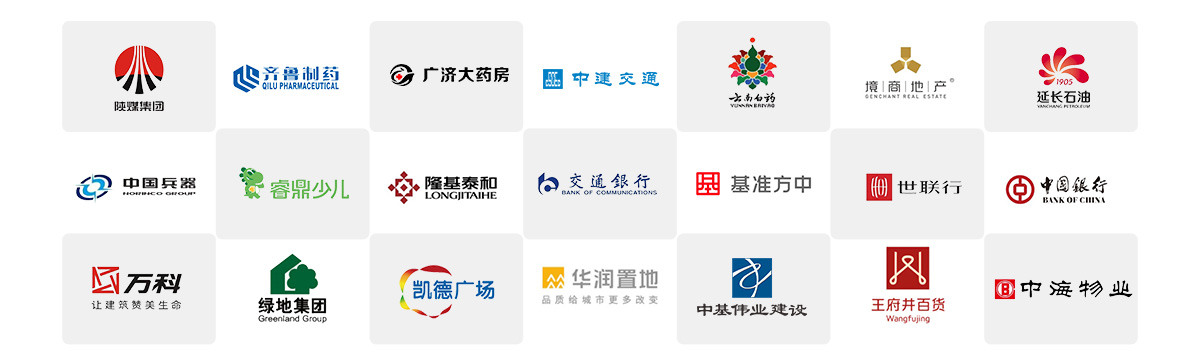 陕煤集团
齐鲁制药
QILU PHARMACEUTICAL
广济大药房
中建交通
云南白药
YUNNAN BAIYAO
境|商|地|产®
GENCHANT REAL ESTATE
1905
延长石油
YANCHANG PETROLEUM
中国兵器
NORINCO GROUP
睿鼎少儿
隆基泰和
LONGJITAIHE
交通銀行
BANK OF COMMUNICATIONS
基准方中
世联行
中国銀行
BANK OF CHINA
万科
让建筑赞美生命
绿地集团
Greenland Group
凯德广场
华润置地
品质给城市更多改变
中基伟业建设
王府井百货
Wangfujing
中海物业